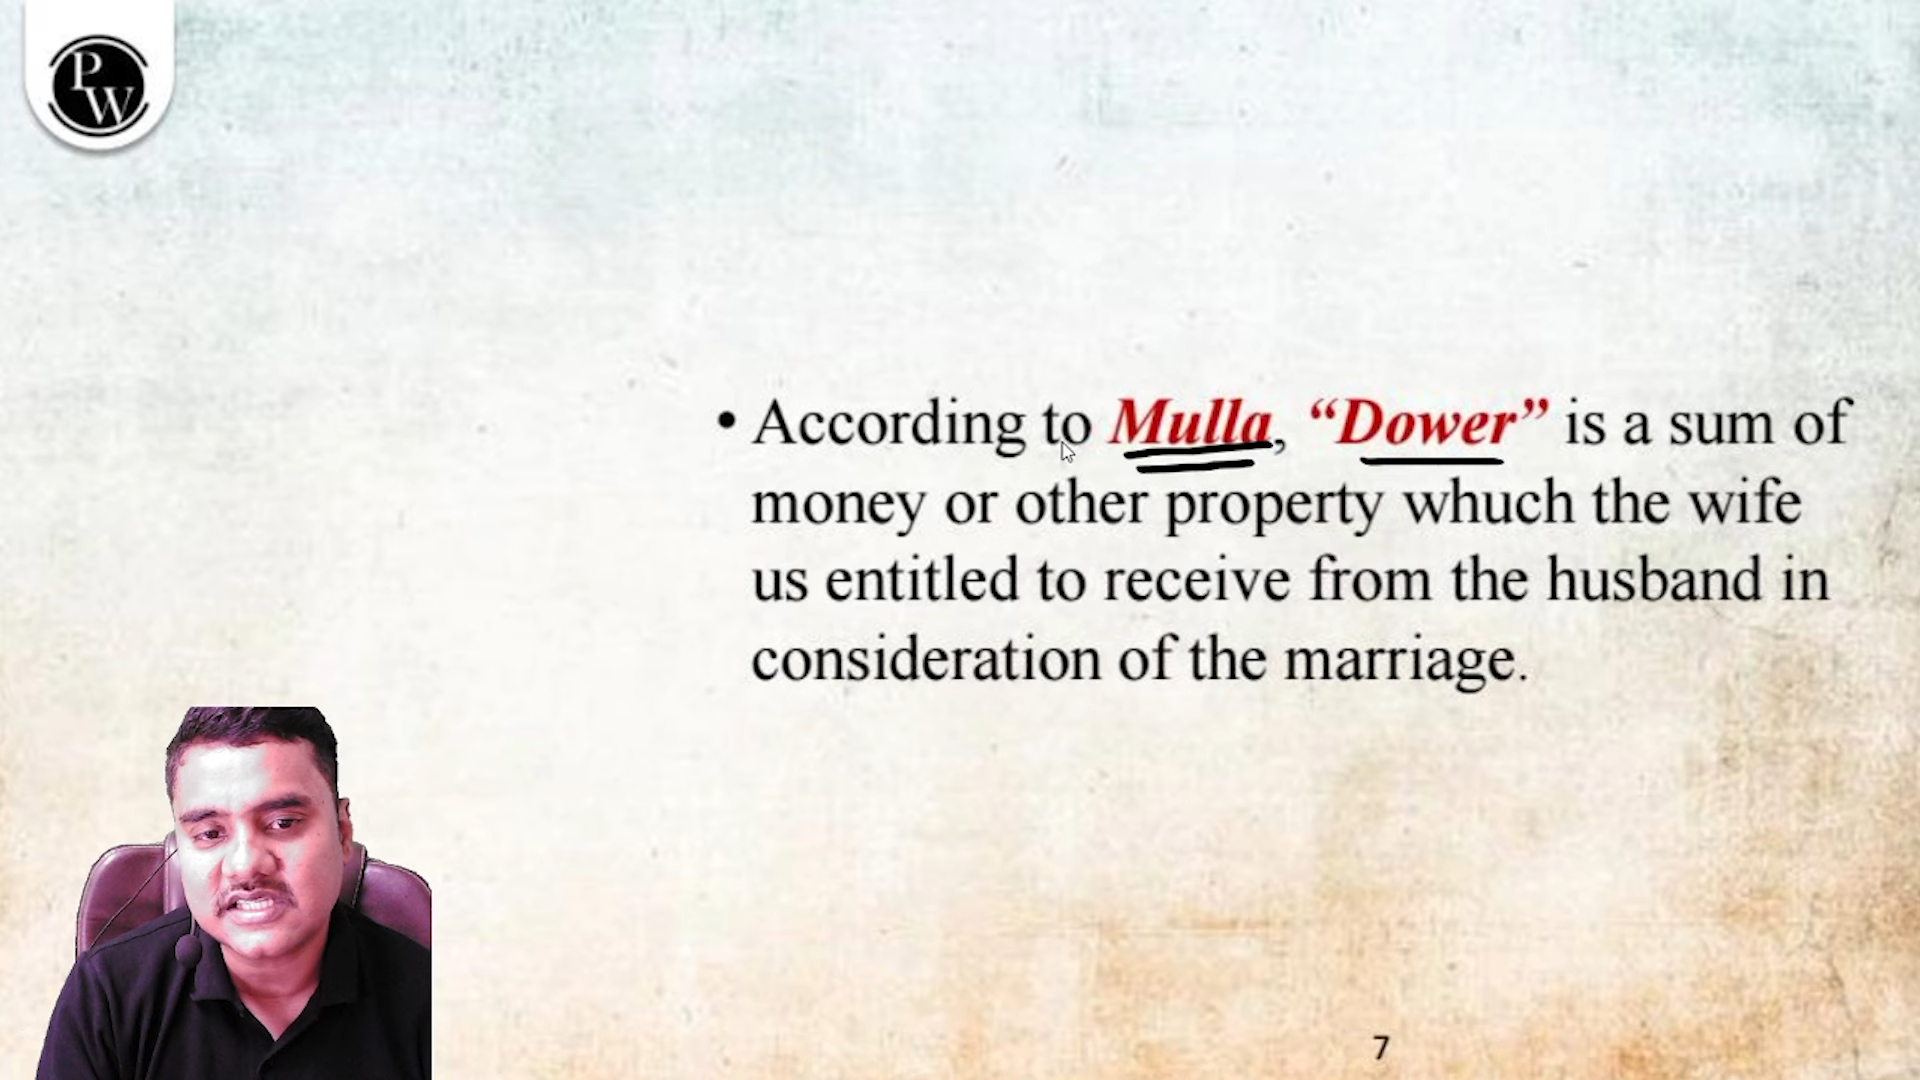 PW
• According to Mulla, “Dower” is a sum of
money or other property whuch the wife
us entitled to receive from the husband in
consideration of the marriage.
7